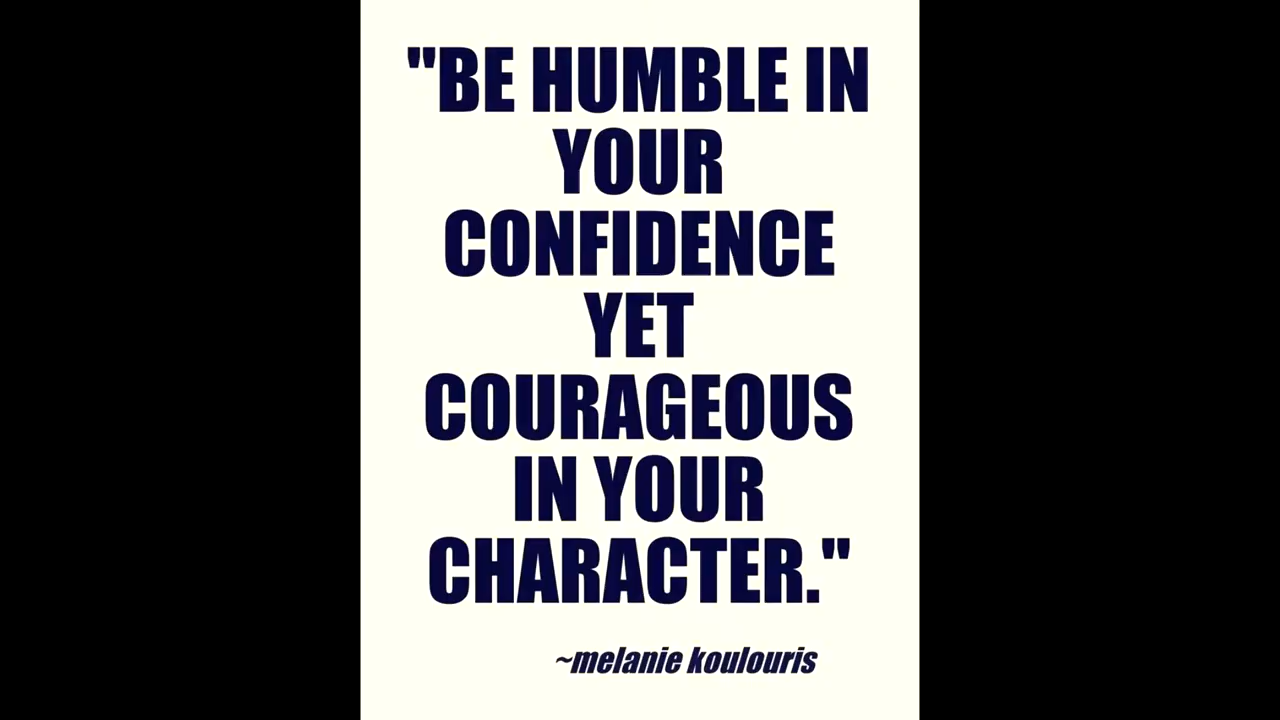 "BE HUMBLE IN
YOUR
CONFIDENCE
YET
COURAGEOUS
IN YOUR
CHARACTER."
~melanie koulouris